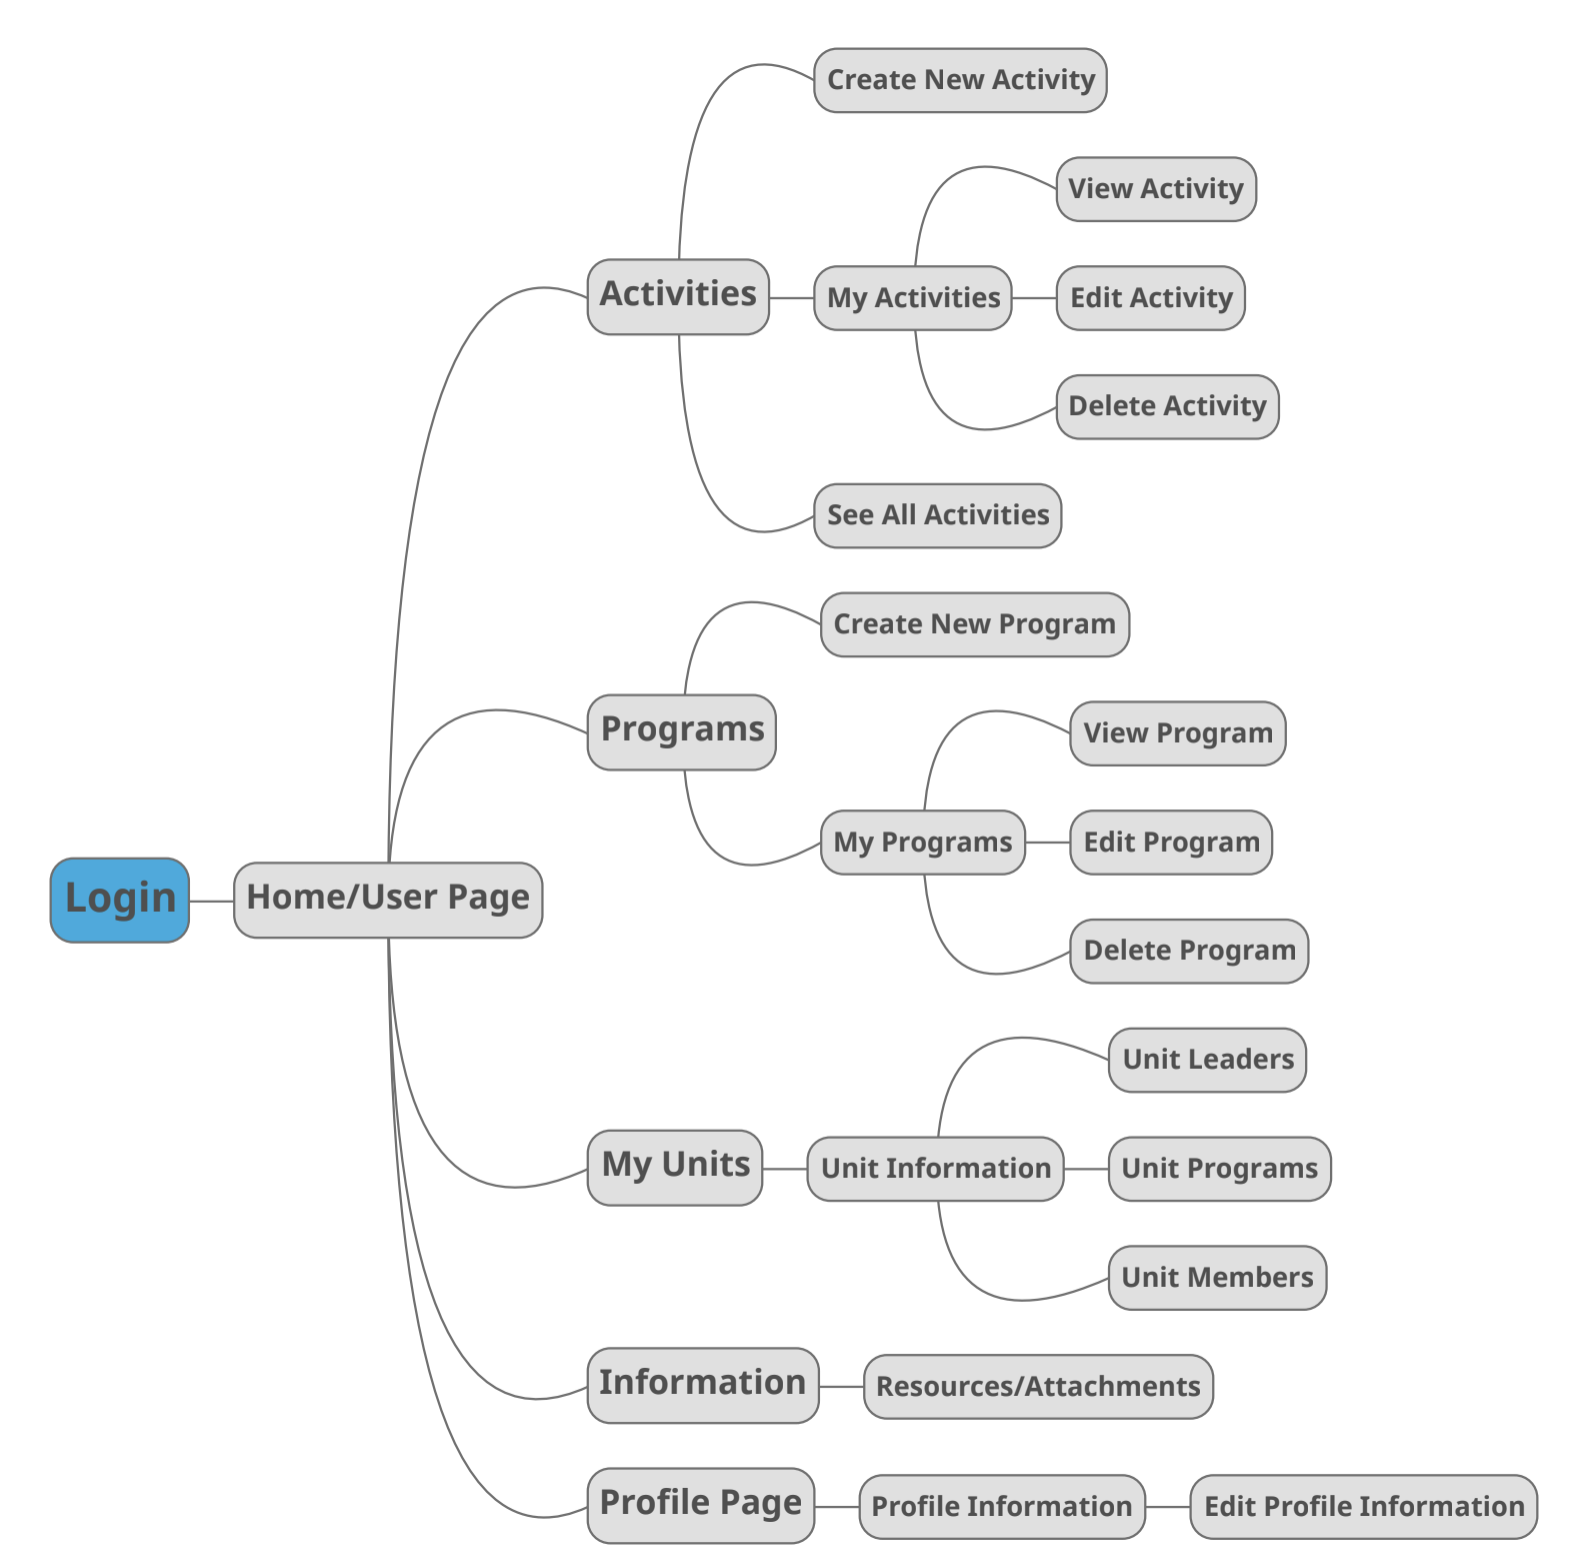 Login
Home/User Page
Activities
Create New Activity
My Activities
View Activity
Edit Activity
Delete Activity
See All Activities
Programs
Create New Program
My Programs
View Program
Edit Program
Delete Program
My Units
Unit Information
Unit Leaders
Unit Programs
Unit Members
Information
Resources/Attachments
Profile Page
Profile Information
Edit Profile Information